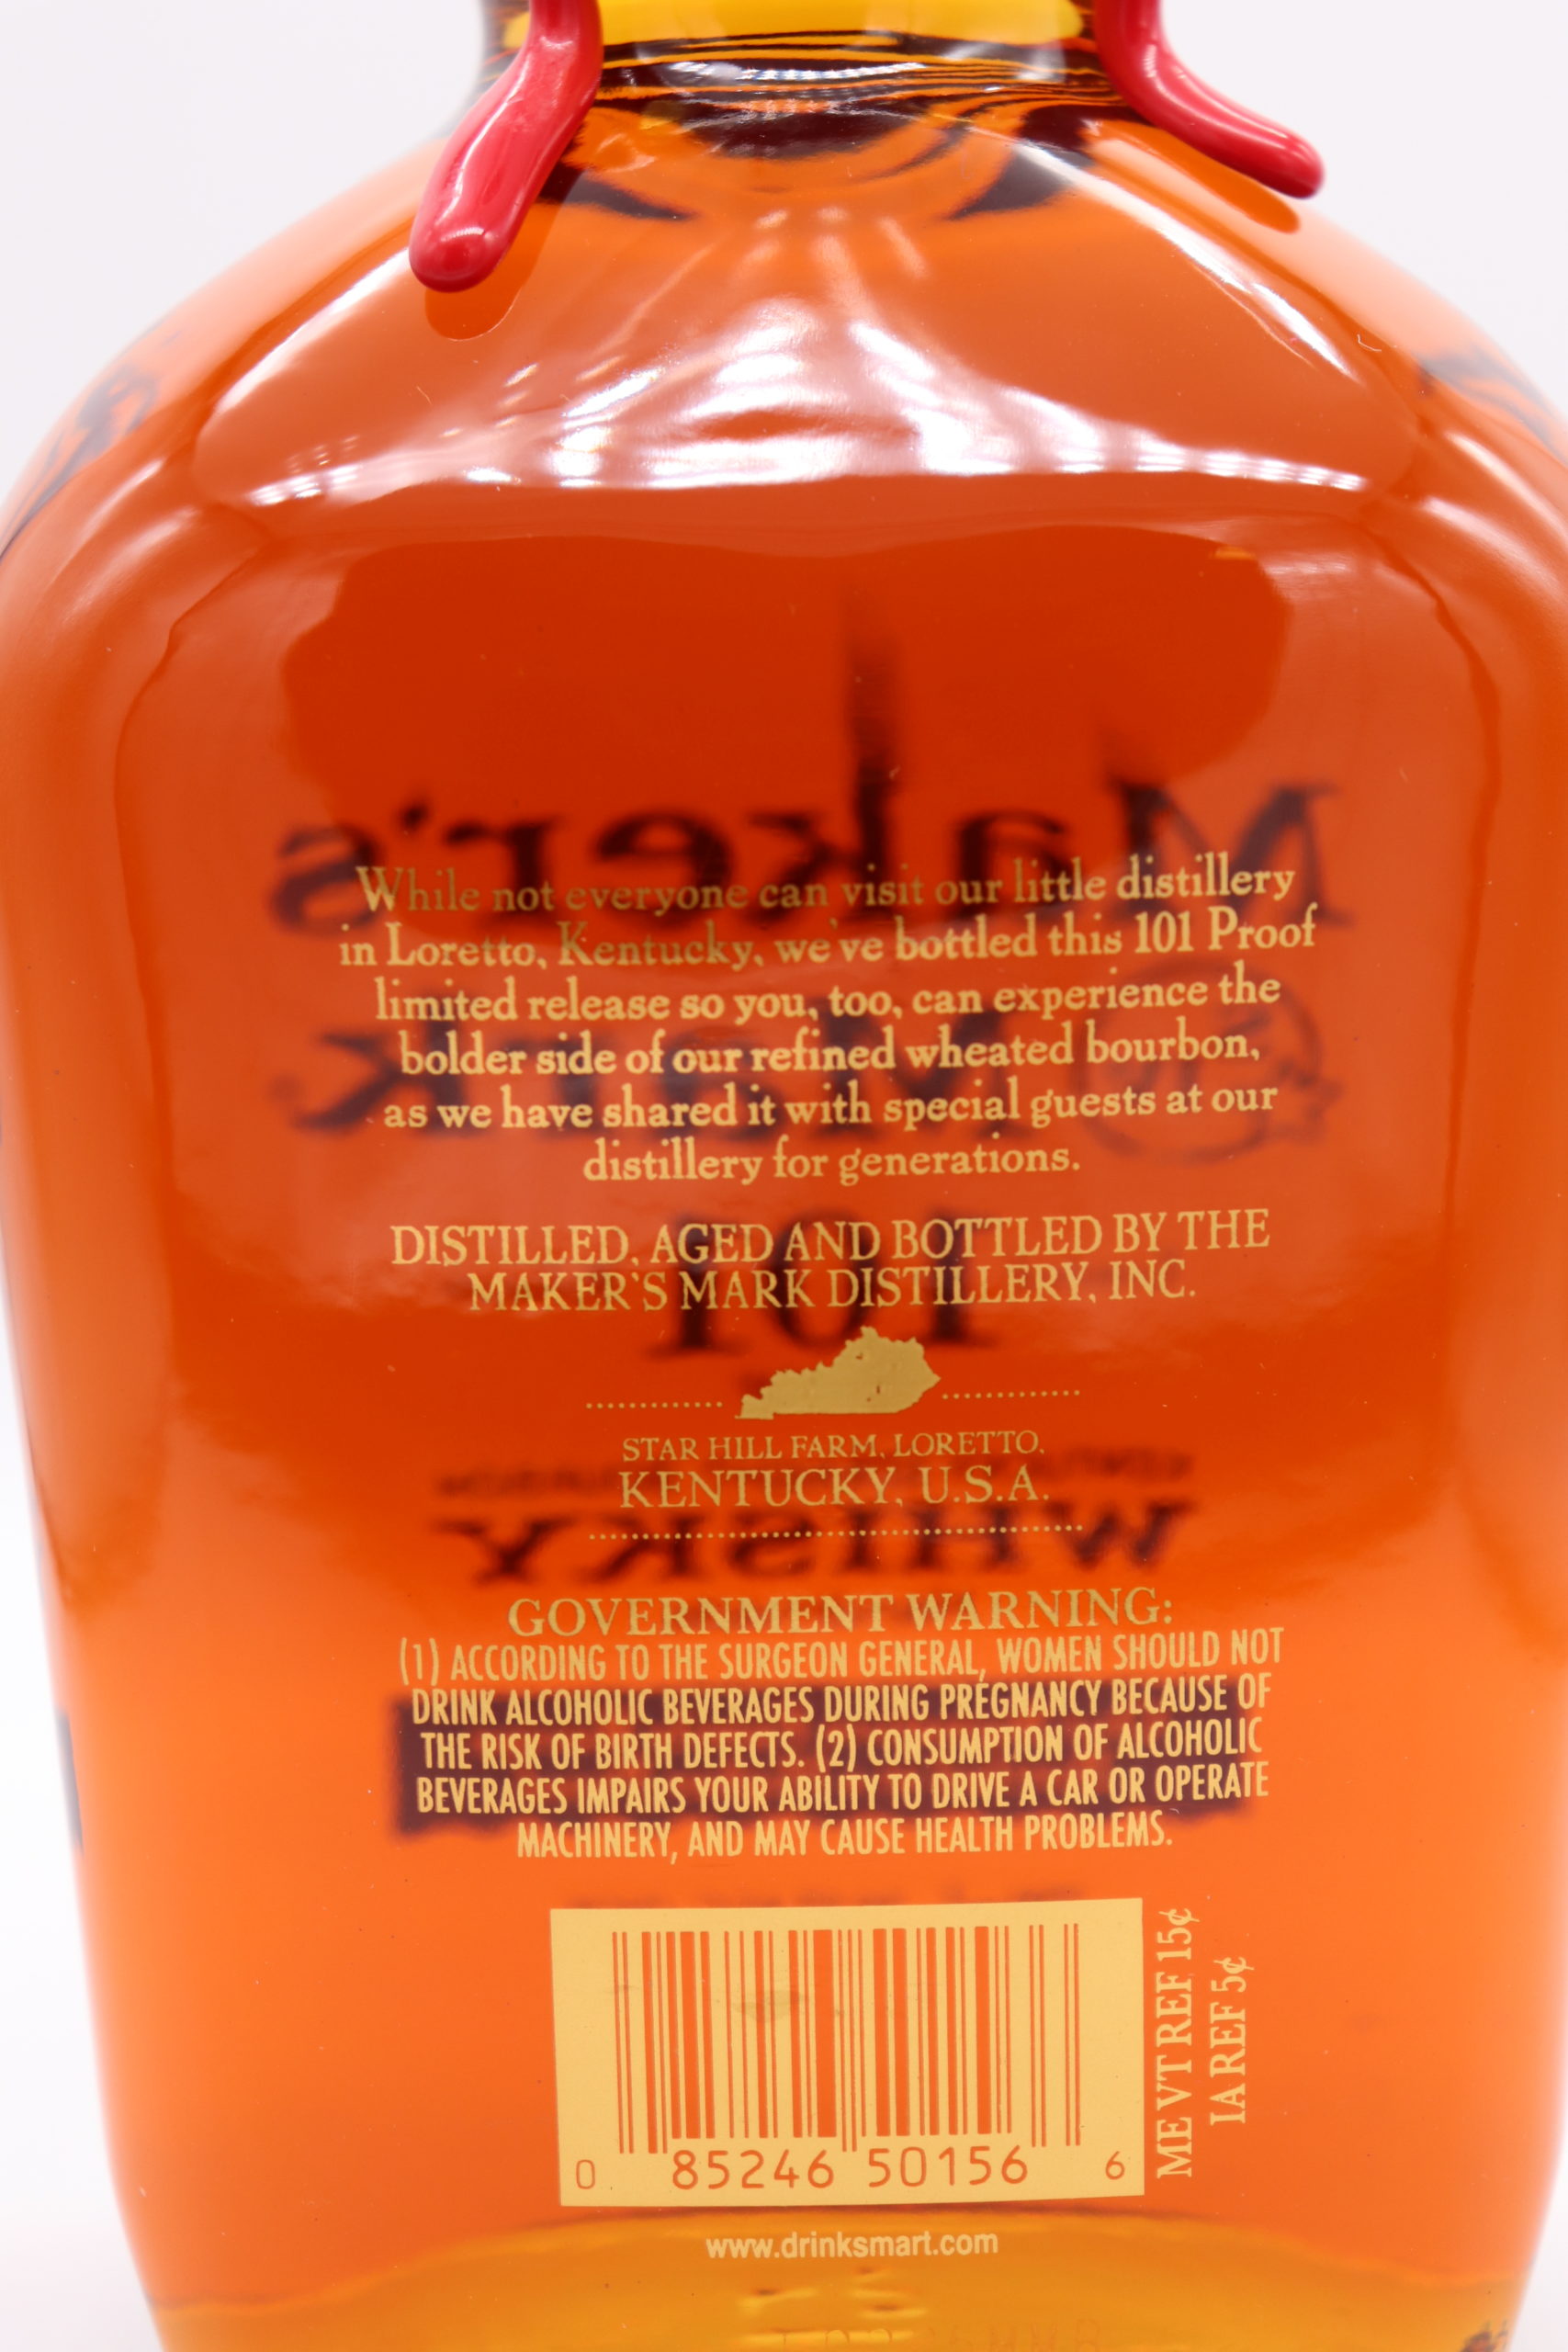 Maker's
While not everyone can visit our little distillery
in Loretto, Kentucky, we've bottled this 101 Proof
limited release so you, too, can experience the
bolder side of our refined wheated bourbon,
as we have shared it with special guests at our
distillery for generations.
Mark
DISTILLED, AGED AND BOTTLED BY THE
MAKER'S MARK DISTILLERY, INC.
101
STAR HILL FARM, LORETTO,
KENTUCKY, U.S.A.
WHISKY
GOVERNMENT WARNING:
(1) ACCORDING TO THE SURGEON GENERAL, WOMEN SHOULD NOT
DRINK ALCOHOLIC BEVERAGES DURING PREGNANCY BECAUSE OF
THE RISK OF BIRTH DEFECTS. (2) CONSUMPTION OF ALCOHOLIC
BEVERAGES IMPAIRS YOUR ABILITY TO DRIVE A CAR OR OPERATE
MACHINERY, AND MAY CAUSE HEALTH PROBLEMS.
0 85246 50156 6
ME VT REF 15¢
IA REF 5¢
www.drinksmart.com